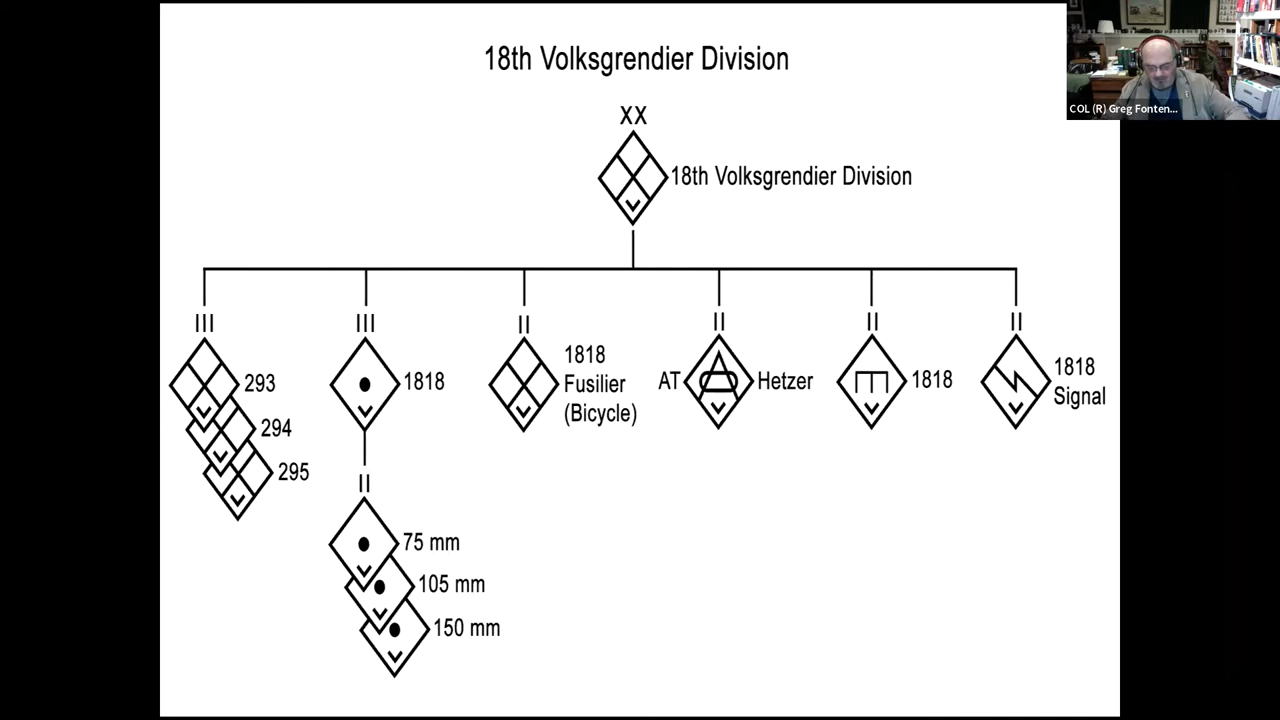 18th Volksgrendier Division
COL (R) Greg Fonten...
XX
18th Volksgrendier Division
III
III
II
II
II
II
293
294
295
1818
1818
Fusilier
(Bicycle)
AT
Hetzer
1818
1818
Signal
II
75 mm
105 mm
150 mm